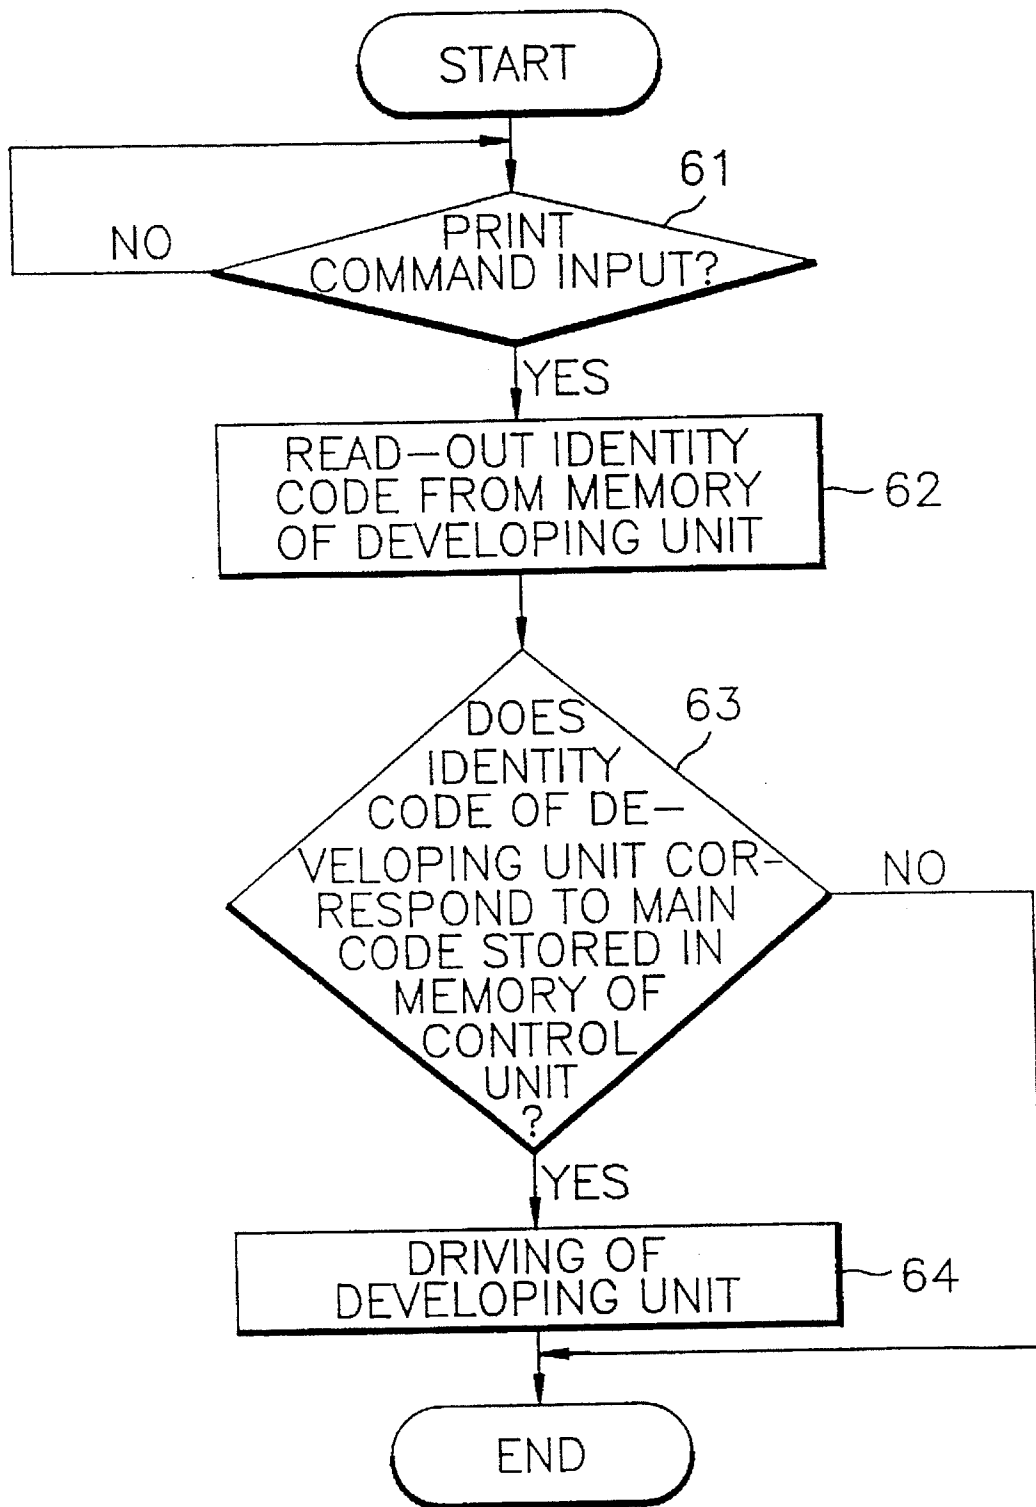 START
61
PRINT
COMMAND INPUT?
NO
YES
READ-OUT IDENTITY
CODE FROM MEMORY
OF DEVELOPING UNIT
62
63
DOES
IDENTITY
CODE OF DE-
VELOPING UNIT COR-
RESPOND TO MAIN
CODE STORED IN
MEMORY OF
CONTROL
UNIT
?
NO
YES
DRIVING OF
DEVELOPING UNIT
64
END